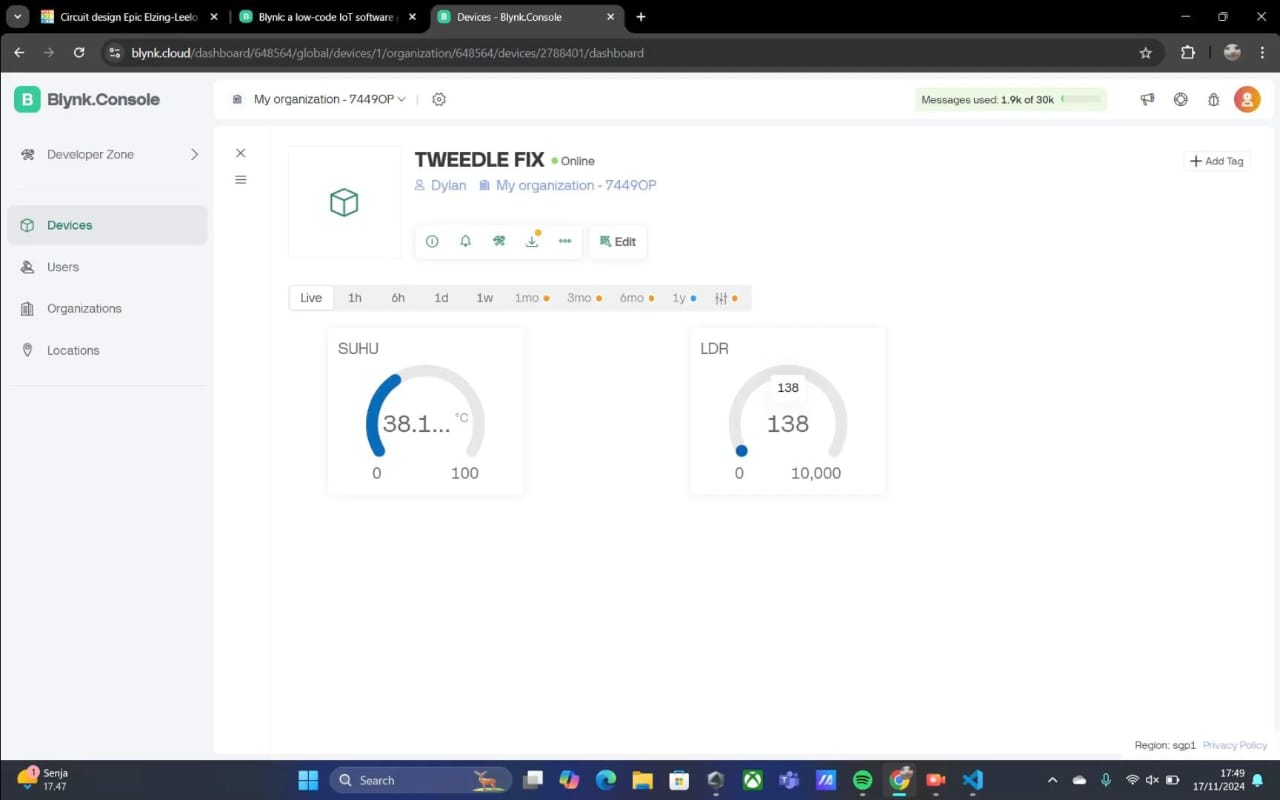 Circuit design Epic Elzing-Leelo
Blynk: a low-code IoT software
Devices - Blynk.Console
blynk.cloud/dashboard/648564/global/devices/1/organization/648564/devices/2788401/dashboard
B Blynk.Console
My organization - 7449OP
Messages used: 1.9k of 30k
Developer Zone
Devices
Users
Organizations
Locations
TWEEDLE FIX Online
Dylan My organization - 7449OP
Add Tag
Edit
Live 1h 6h 1d 1w 1mo 3mo 6mo 1y
SUHU
38.1... °C
0 100
LDR
138
138
0 10,000
Region: sgp1 Privacy Policy
1 Senja
17.47
Search
17:49
17/11/2024